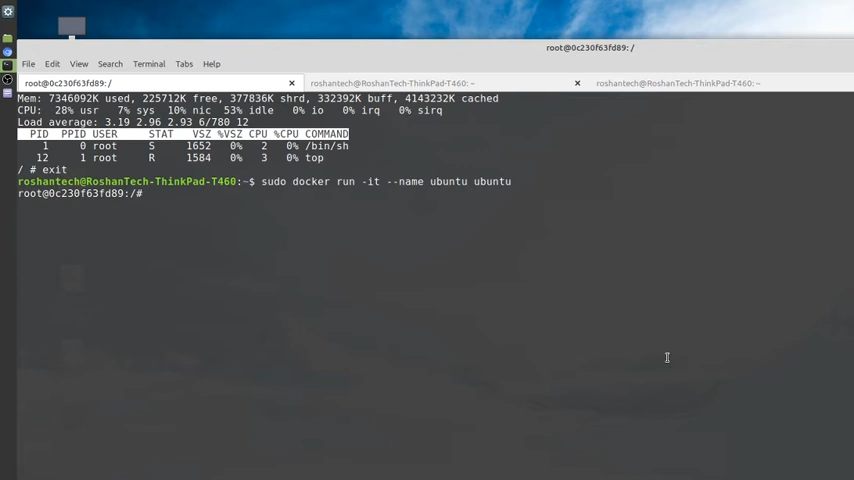 root@0c230f63fd89: /
File Edit View Search Terminal Tabs Help
root@0c230f63fd89: / × roshantech@RoshanTech-ThinkPad-T460: ~ × roshantech@RoshanTech-ThinkPad-T460: ~
Mem: 7346092K used, 225712K free, 377836K shrd, 332392K buff, 4143232K cached
CPU: 28% usr 7% sys 10% nic 53% idle 0% io 0% irq 0% sirq
Load average: 3.19 2.96 2.93 6/780 12
PID PPID USER STAT VSZ %VSZ CPU %CPU COMMAND
1 0 root S 1652 0% 2 0% /bin/sh
12 1 root R 1584 0% 3 0% top
/ # exit
roshantech@RoshanTech-ThinkPad-T460:~$ sudo docker run -it --name ubuntu ubuntu
root@0c230f63fd89:/#